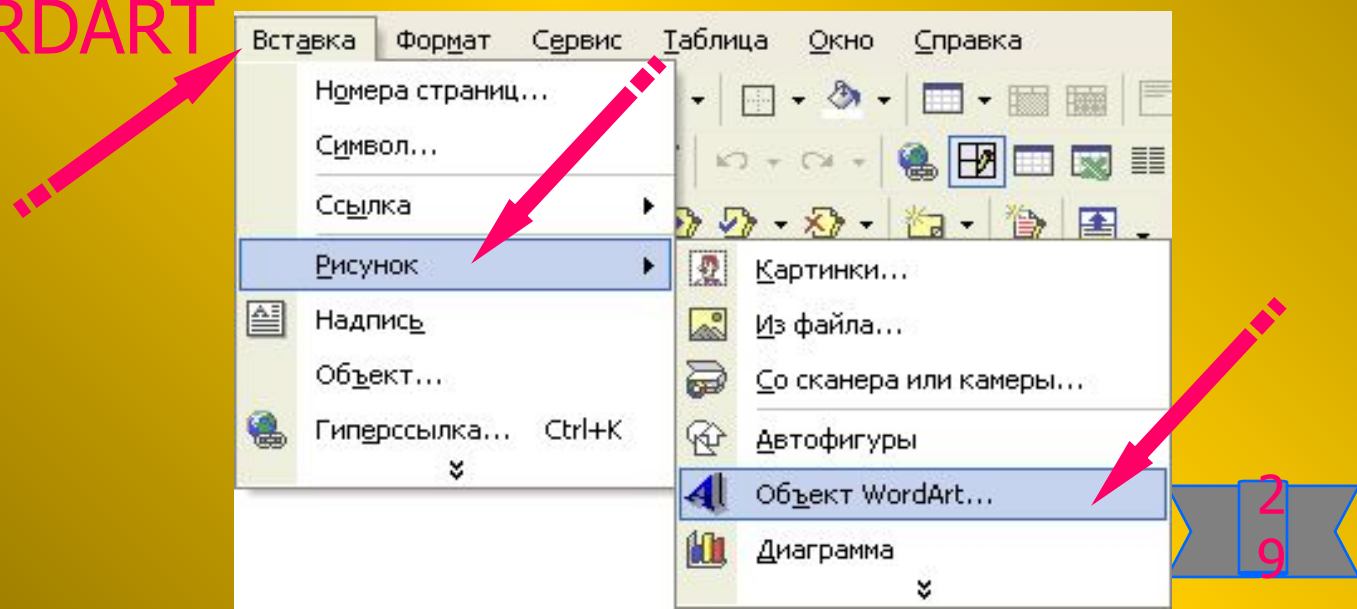 RDART
Вставка Формат Сервис Таблица Окно Справка
Номера страниц...
Символ...
Ссылка
Рисунок
Надпись
Объект...
Гиперссылка... Ctrl+K
Картинки...
Из файла...
Со сканера или камеры...
Автофигуры
Объект WordArt...
Диаграмма
2
9